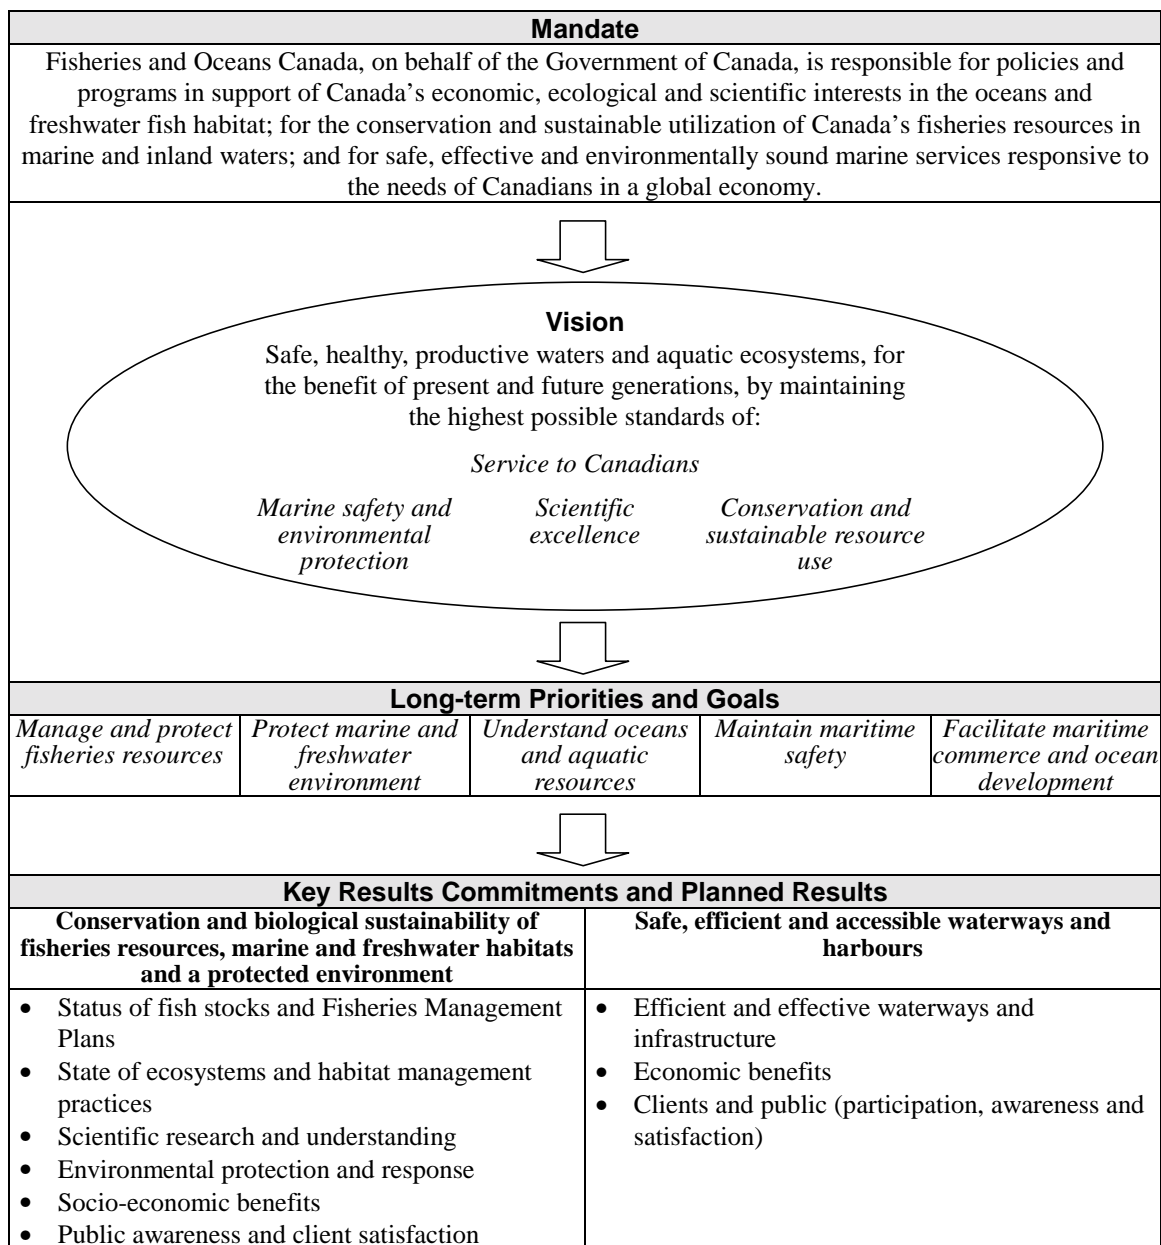 Mandate
Fisheries and Oceans Canada, on behalf of the Government of Canada, is responsible for policies and
programs in support of Canada's economic, ecological and scientific interests in the oceans and
freshwater fish habitat; for the conservation and sustainable utilization of Canada's fisheries resources in
marine and inland waters; and for safe, effective and environmentally sound marine services responsive to
the needs of Canadians in a global economy.
Vision
Safe, healthy, productive waters and aquatic ecosystems, for
the benefit of present and future generations, by maintaining
the highest possible standards of:
Service to Canadians
Marine safety and
environmental
protection
Scientific
excellence
Conservation and
sustainable resource
use
Long-term Priorities and Goals
Manage and protect
fisheries resources
Protect marine and
freshwater
environment
Understand oceans
and aquatic
resources
Maintain maritime
safety
Facilitate maritime
commerce and ocean
development
Key Results Commitments and Planned Results
Conservation and biological sustainability of
fisheries resources, marine and freshwater habitats
and a protected environment
• Status of fish stocks and Fisheries Management
Plans
• State of ecosystems and habitat management
practices
• Scientific research and understanding
• Environmental protection and response
• Socio-economic benefits
• Public awareness and client satisfaction
Safe, efficient and accessible waterways and
harbours
• Efficient and effective waterways and
infrastructure
• Economic benefits
• Clients and public (participation, awareness and
satisfaction)